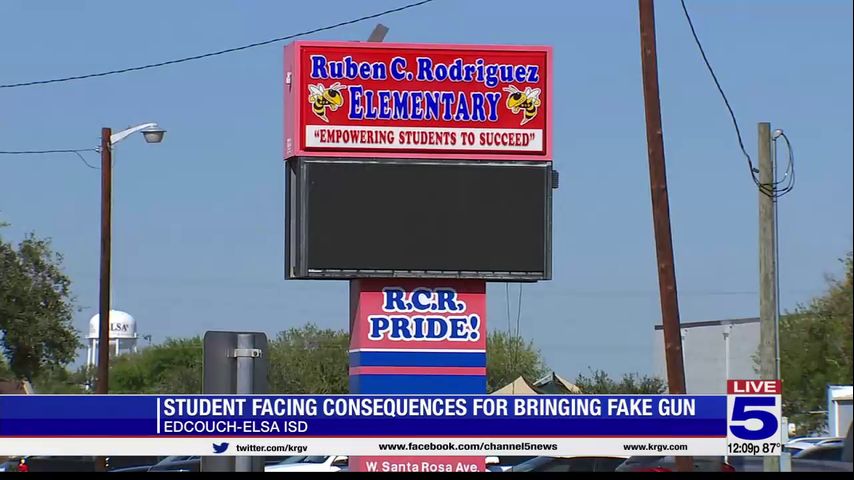 Ruben C. Rodriguez
ELEMENTARY
"EMPOWERING STUDENTS TO SUCCEED"
R.C.R.
PRIDE!
STUDENT FACING CONSEQUENCES FOR BRINGING FAKE GUN
EDCOUCH-ELSA ISD
LIVE
5
twitter.com/krgv
www.facebook.com/channel5news
www.krgv.com
12:09p 87°
W. Santa Rosa Ave.